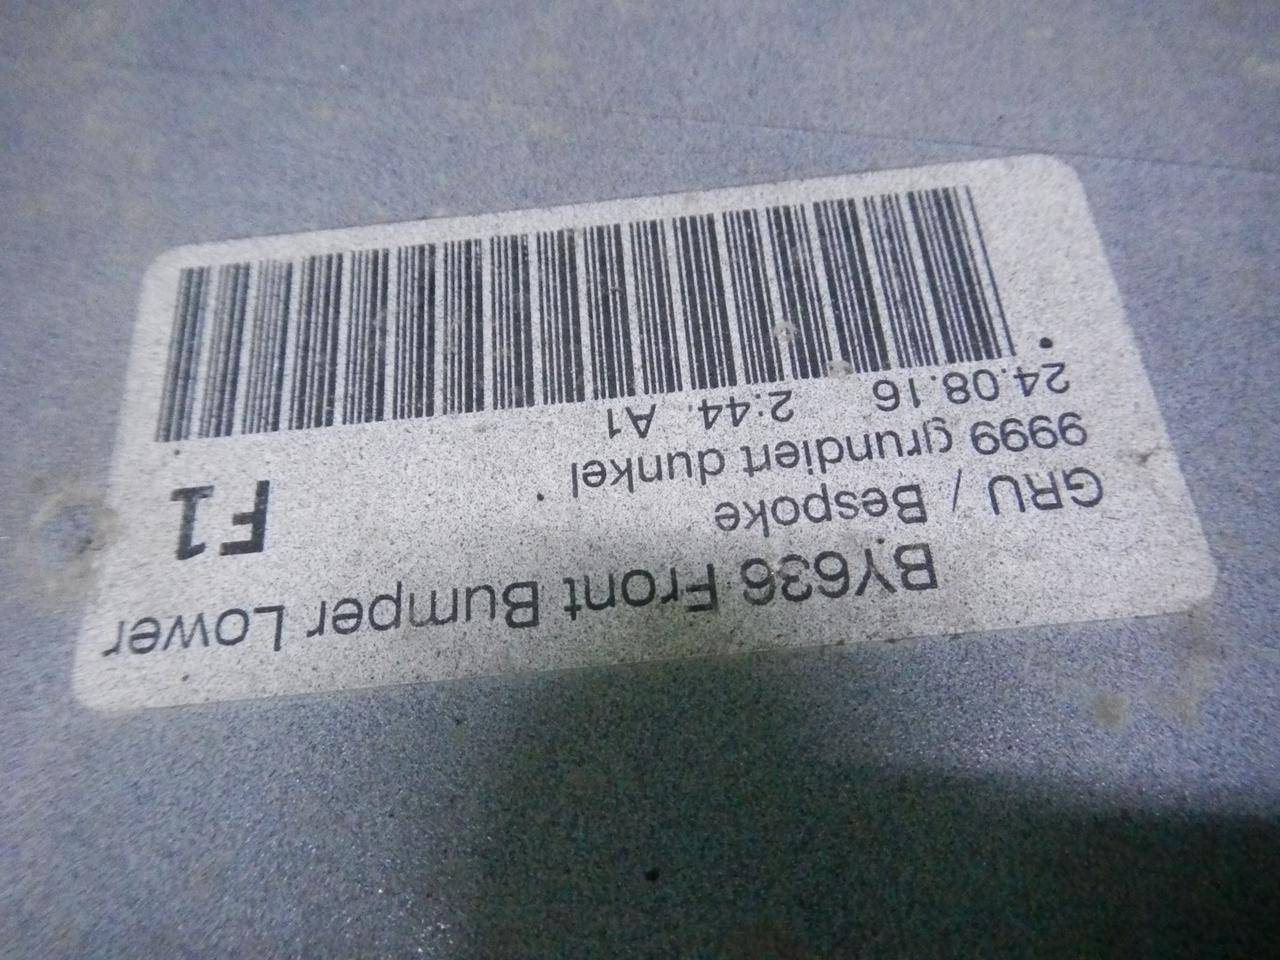 BY636 Front Bumper Lower
GRU / Bespoke
F1
9999 grundiert dunkel
24.08.16 2:44. A1